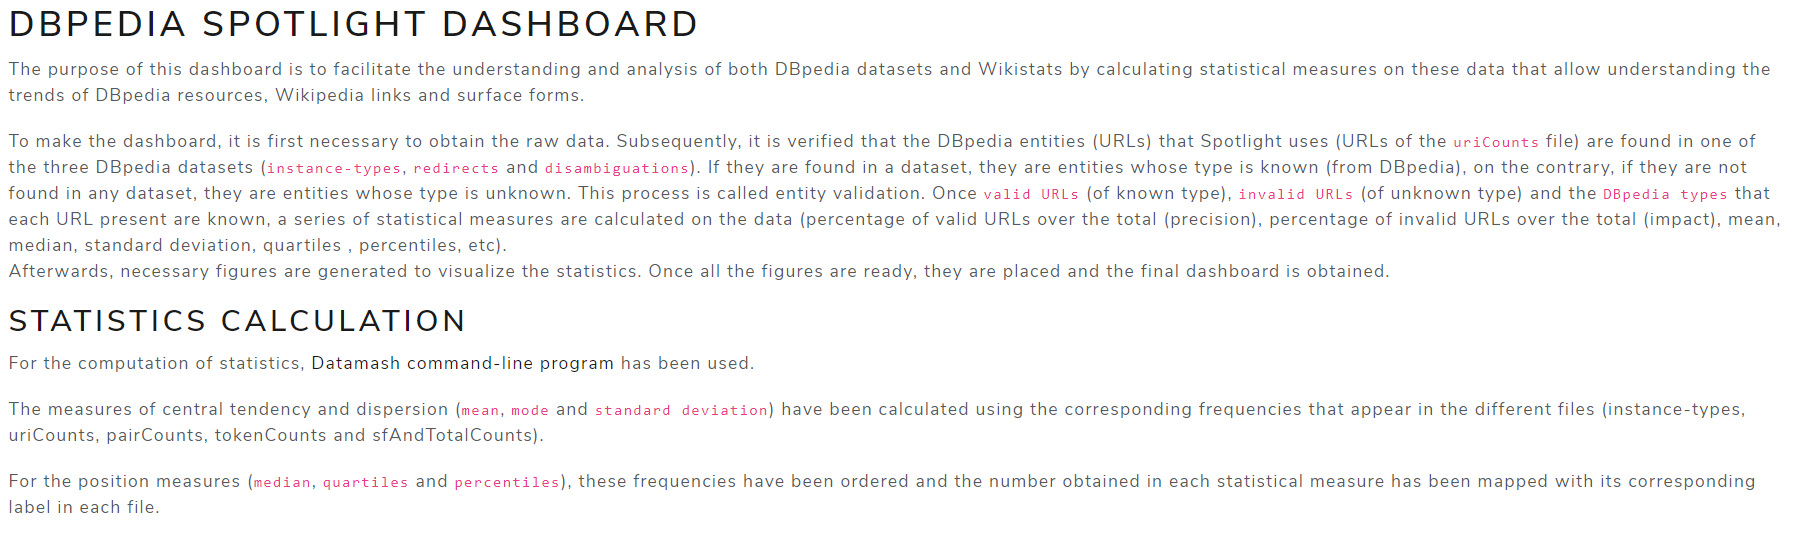 DBPEDIA SPOTLIGHT DASHBOARD
The purpose of this dashboard is to facilitate the understanding and analysis of both DBpedia datasets and Wikistats by calculating statistical measures on these data that allow understanding the
trends of DBpedia resources, Wikipedia links and surface forms.
To make the dashboard, it is first necessary to obtain the raw data. Subsequently, it is verified that the DBpedia entities (URLs) that Spotlight uses (URLs of the uriCounts file) are found in one of
the three DBpedia datasets (instance-types, redirects and disambiguations). If they are found in a dataset, they are entities whose type is known (from DBpedia), on the contrary, if they are not
found in any dataset, they are entities whose type is unknown. This process is called entity validation. Once valid URLs (of known type), invalid URLs (of unknown type) and the DBpedia types that
each URL present are known, a series of statistical measures are calculated on the data (percentage of valid URLs over the total (precision), percentage of invalid URLs over the total (impact), mean,
median, standard deviation, quartiles , percentiles, etc).
Afterwards, necessary figures are generated to visualize the statistics. Once all the figures are ready, they are placed and the final dashboard is obtained.
STATISTICS CALCULATION
For the computation of statistics, Datamash command-line program has been used.
The measures of central tendency and dispersion (mean, mode and standard deviation) have been calculated using the corresponding frequencies that appear in the different files (instance-types,
uriCounts, pairCounts, tokenCounts and sfAndTotalCounts).
For the position measures (median, quartiles and percentiles), these frequencies have been ordered and the number obtained in each statistical measure has been mapped with its corresponding
label in each file.